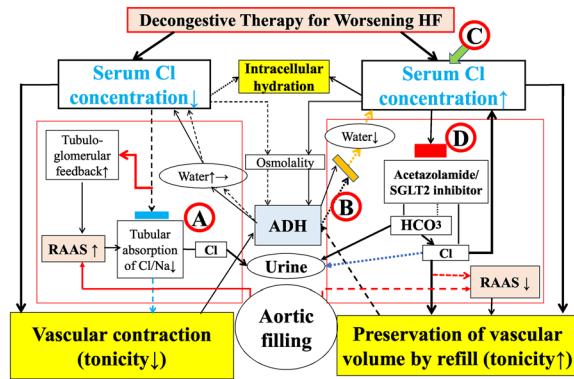 Decongestive Therapy for Worsening HF
C
Serum Cl
concentration↓
Intracellular
hydration
Serum Cl
concentration↑
Tubulo-
glomerular
feedback↑
Water↑→
Osmolality
Water↓
D
Acetazolamide/
SGLT2 inhibitor
A
B
RAAS ↑
Tubular
absorption
of Cl/Na↓
Cl
ADH
HCO3
Cl
Urine
RAAS ↓
Aortic
filling
Vascular contraction
(tonicity↓)
Preservation of vascular
volume by refill (tonicity↑)